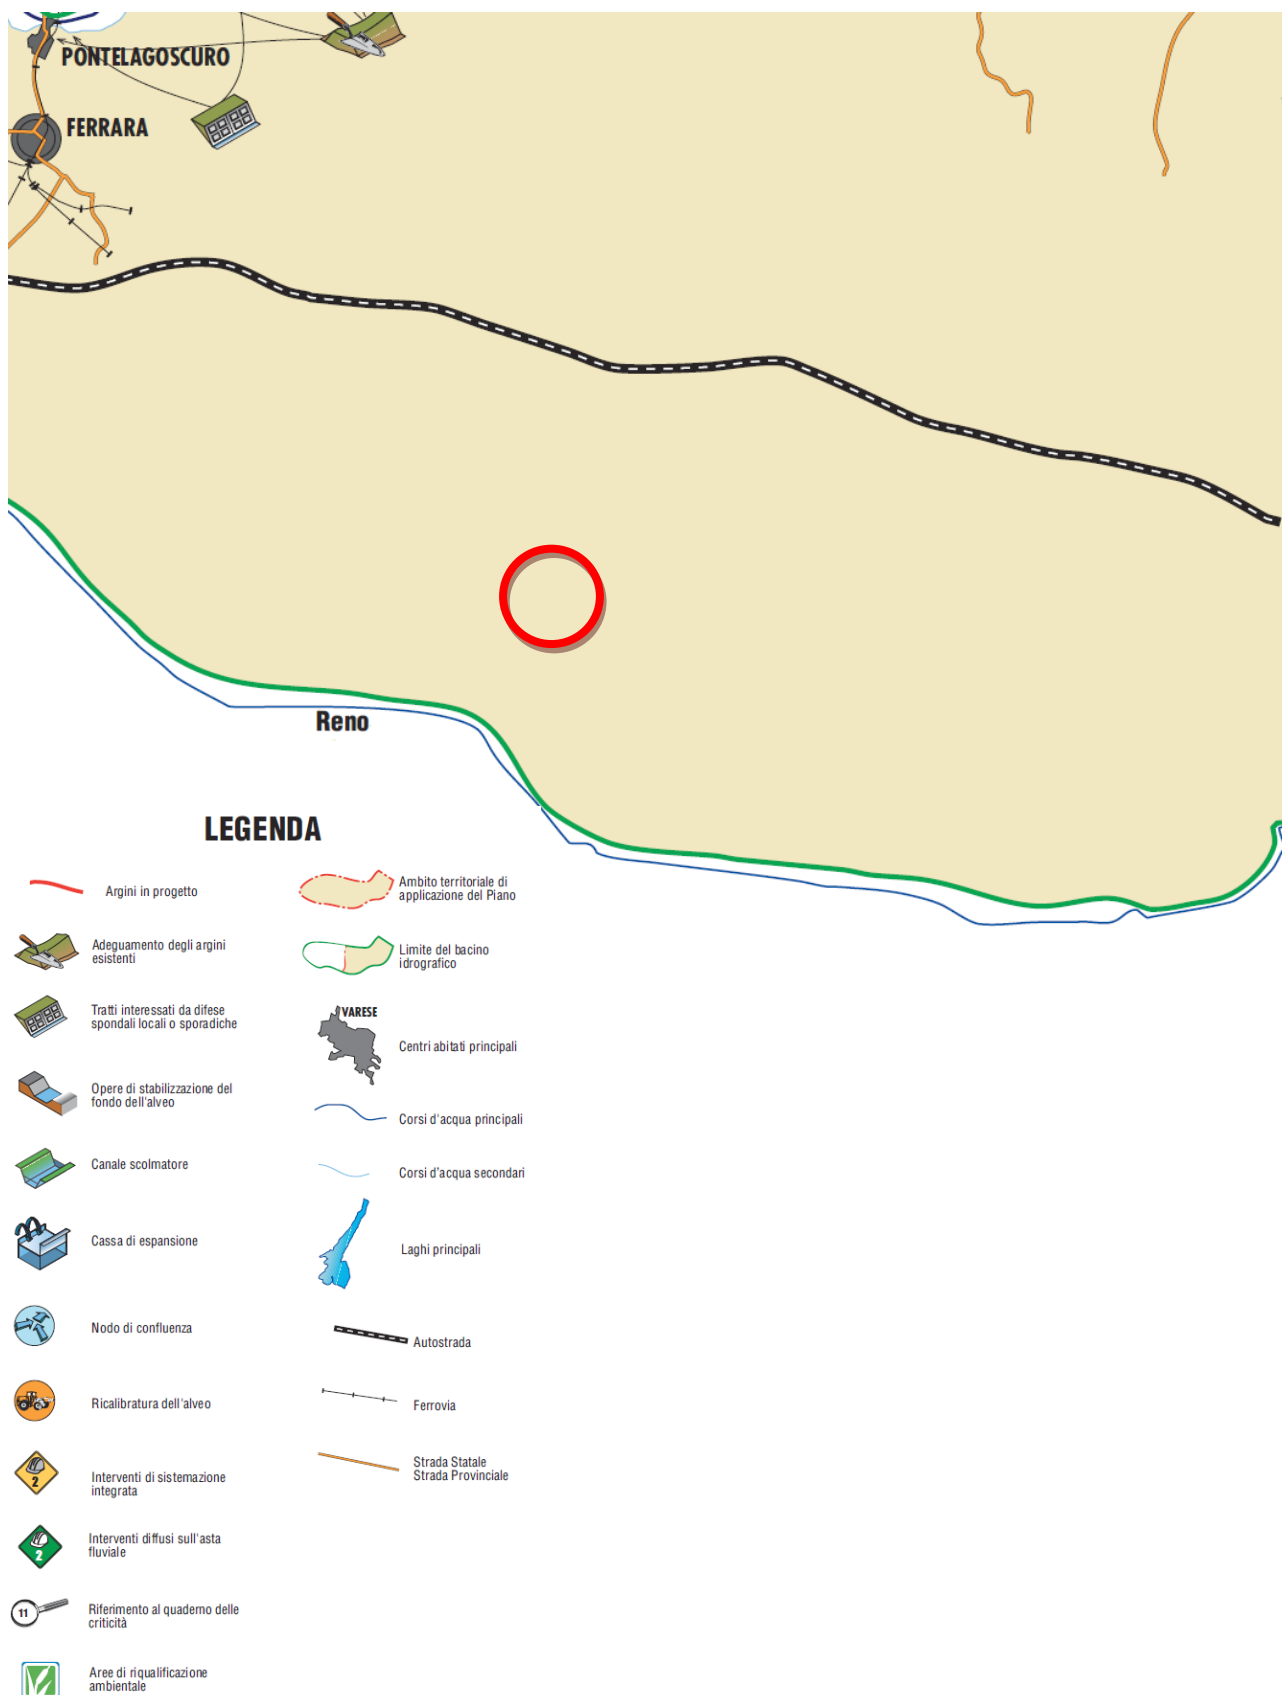 PONTELAGOSCURO
FERRARA
Reno
LEGENDA
Argini in progetto
Adeguamento degli argini
esistenti
Tratti interessati da difese
spondali locali o sporadiche
Opere di stabilizzazione del
fondo dell'alveo
Canale scolmatore
Cassa di espansione
Nodo di confluenza
Ricalibratura dell'alveo
2
Interventi di sistemazione
integrata
2
Interventi diffusi sull'asta
fluviale
11
Riferimento al quaderno delle
criticità
Aree di riqualificazione
ambientale
Ambito territoriale di
applicazione del Piano
Limite del bacino
idrografico
VARESE
Centri abitati principali
Corsi d'acqua principali
Corsi d'acqua secondari
Laghi principali
Autostrada
Ferrovia
Strada Statale
Strada Provinciale